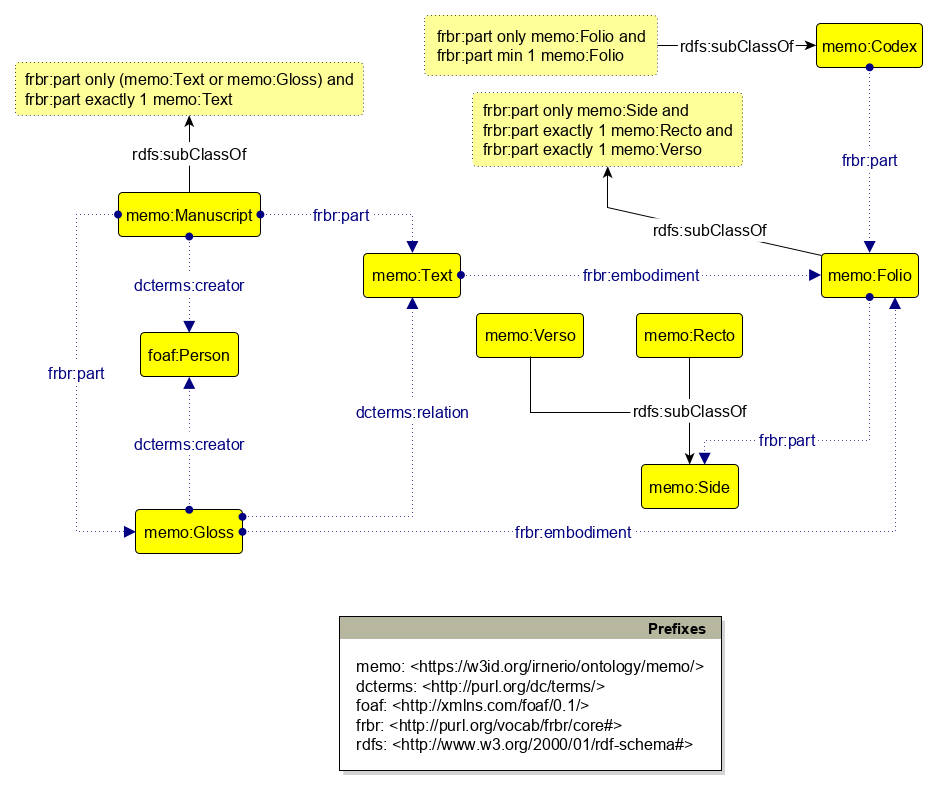 frbr:part only memo:Folio and
frbr:part min 1 memo:Folio
rdfs:subClassOf
memo:Codex
frbr:part only (memo:Text or memo:Gloss) and
frbr:part exactly 1 memo:Text
frbr:part only memo:Side and
frbr:part exactly 1 memo:Recto and
frbr:part exactly 1 memo:Verso
rdfs:subClassOf
frbr:part
memo:Manuscript
frbr:part
rdfs:subClassOf
dcterms:creator
memo:Text
frbr:embodiment
memo:Folio
foaf:Person
memo:Verso
memo:Recto
frbr:part
dcterms:relation
rdfs:subClassOf
dcterms:creator
frbr:part
memo:Side
memo:Gloss
frbr:embodiment
Prefixes
memo: <https://w3id.org/irnerio/ontology/memo/>
dcterms: <http://purl.org/dc/terms/>
foaf: <http://xmlns.com/foaf/0.1/>
frbr: <http://purl.org/vocab/frbr/core#>
rdfs: <http://www.w3.org/2000/01/rdf-schema#>